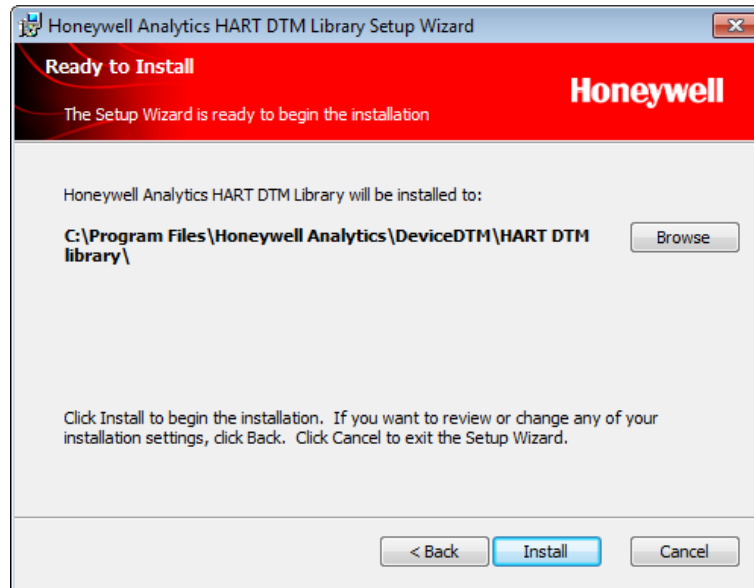 Honeywell Analytics HART DTM Library Setup Wizard
Ready to Install
Honeywell
The Setup Wizard is ready to begin the installation
Honeywell Analytics HART DTM Library will be installed to:
C:\Program Files\Honeywell Analytics\DeviceDTM\HART DTM
library\
Browse
Click Install to begin the installation.  If you want to review or change any of your
installation settings, click Back.  Click Cancel to exit the Setup Wizard.
< Back
Install
Cancel